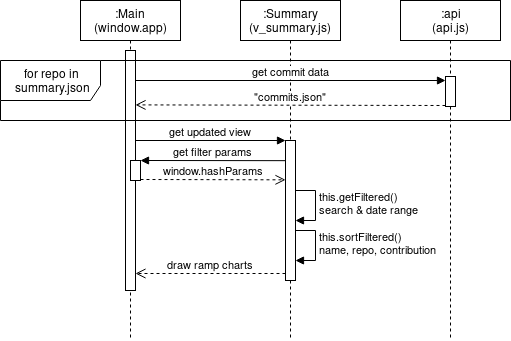 :Main
(window.app)
:Summary
(v_summary.js)
:api
(api.js)
for repo in
summary.json
get commit data
"commits.json"
get updated view
get filter params
window.hashParams
this.getFiltered()
search & date range
this.sortFiltered()
name, repo, contribution
draw ramp charts